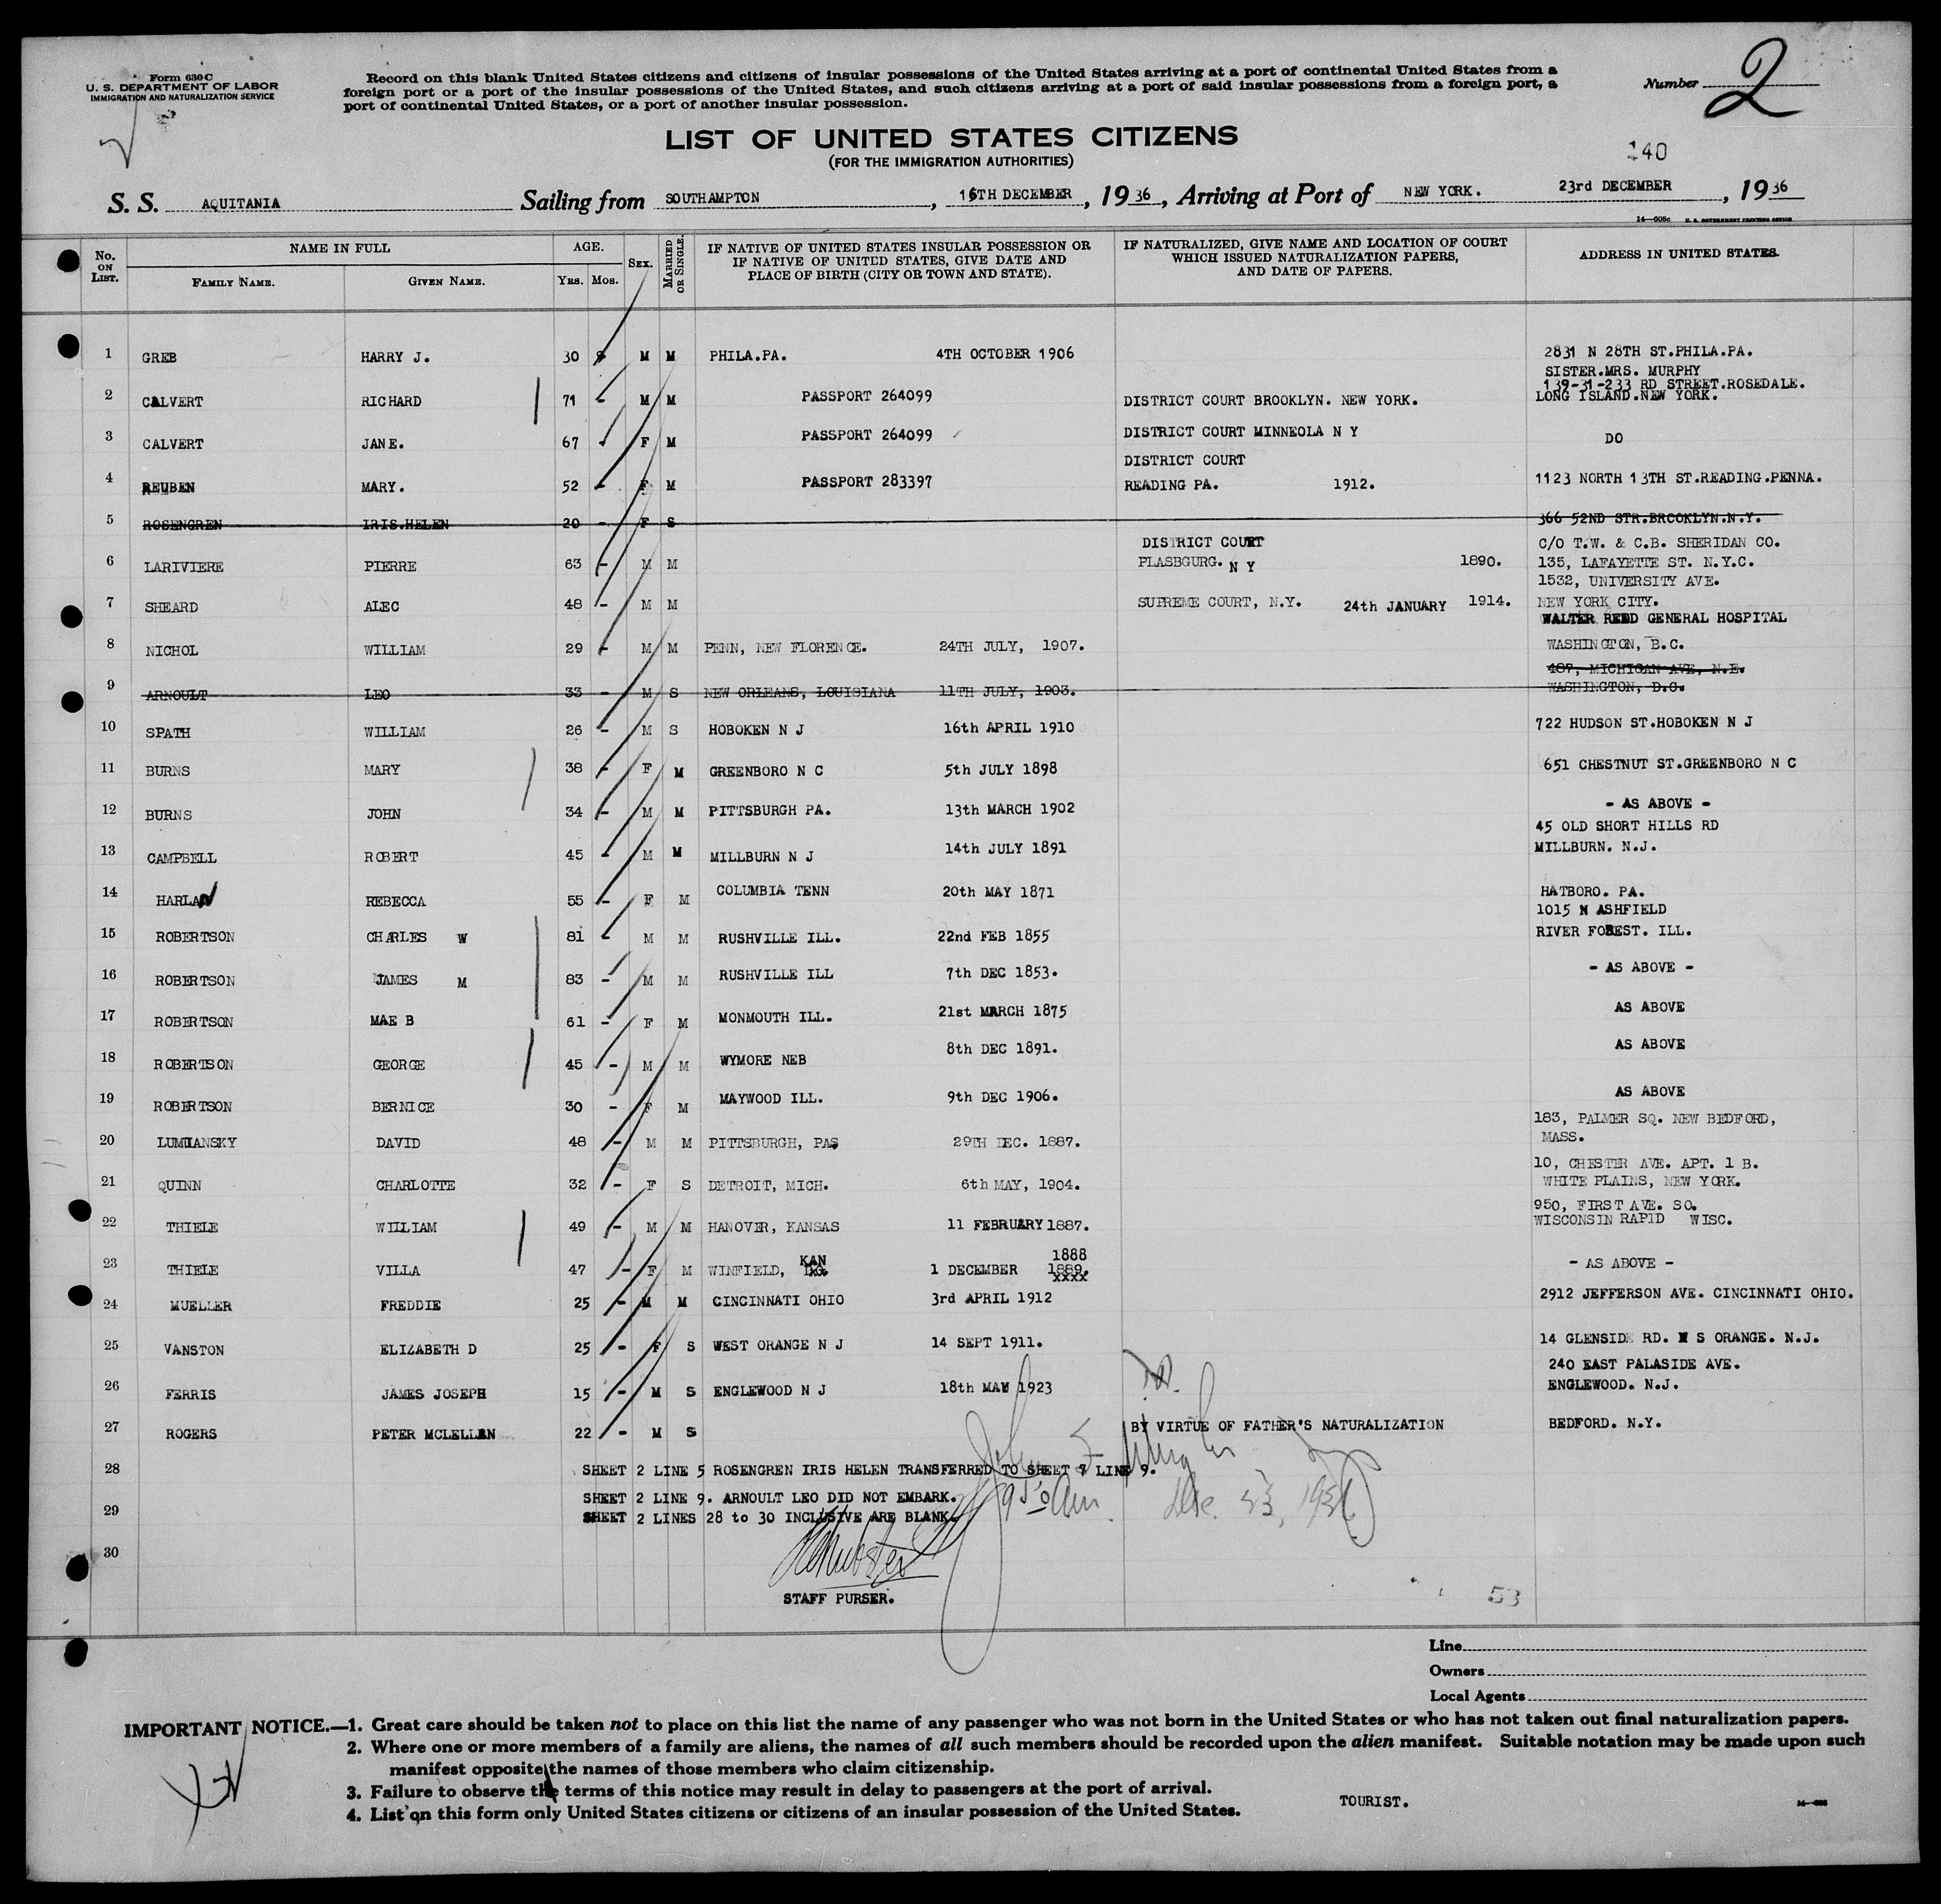 Form 630 C
U. S. DEPARTMENT OF LABOR
IMMIGRATION AND NATURALIZATION SERVICE
Record on this blank United States citizens and citizens of insular possessions of the United States arriving at a port of continental United States from a
foreign port or a port of the insular possessions of the United States, and such citizens arriving at a port of said insular possessions from a foreign port, a
port of continental United States, or a port of another insular possession.
Number 2
LIST OF UNITED STATES CITIZENS
(FOR THE IMMIGRATION AUTHORITIES)
140
S. S. AQUITANIA Sailing from SOUTHAMPTON, 16TH DECEMBER, 1936, Arriving at Port of NEW YORK. 23rd DECEMBER, 1936
No. ON LIST. NAME IN FULL FAMILY NAME. GIVEN NAME. AGE. YRS. MOS. SEX. MARRIED OR SINGLE. IF NATIVE OF UNITED STATES INSULAR POSSESSION OR IF NATIVE OF UNITED STATES, GIVE DATE AND PLACE OF BIRTH (CITY OR TOWN AND STATE). IF NATURALIZED, GIVE NAME AND LOCATION OF COURT WHICH ISSUED NATURALIZATION PAPERS, AND DATE OF PAPERS. ADDRESS IN UNITED STATES.
1 GREB HARRY J. 30 M M PHILA.PA. 4TH OCTOBER 1906 2831 N 28TH ST.PHILA.PA.
2 CALVERT RICHARD 71 - M M PASSPORT 264099 DISTRICT COURT BROOKLYN. NEW YORK. SISTER.MRS. MURPHY 139-31-233 RD STREET.ROSEDALE. LONG ISLAND.NEW YORK.
3 CALVERT JANE. 67 - F M PASSPORT 264099 DISTRICT COURT MINNEOLA N Y DO
4 REUBEN MARY. 52 - F M PASSPORT 283397 DISTRICT COURT READING PA. 1912. 1123 NORTH 13TH ST.READING.PENNA.
5 ROSENGREN IRIS.HELEN 20 - F S 366 52ND STR.BROOKLYN.N.Y.
6 LARIVIERE PIERRE 63 - M M DISTRICT COURT PLASBGURG. N Y 1890. C/O T.W. & C.B. SHERIDAN CO. 135, LAFAYETTE ST. N.Y.C.
7 SHEARD ALEC 48 - M M SUPREME COURT, N.Y. 24th JANUARY 1914. 1532, UNIVERSITY AVE. NEW YORK CITY.
8 NICHOL WILLIAM 29 - M M PENN, NEW FLORENCE. 24TH JULY, 1907. WALTER REED GENERAL HOSPITAL WASHINGTON, D.C.
9 ARNOULT LEO 33 - M S NEW ORLEANS, LOUISIANA 11TH JULY, 1903. 487, MICHIGAN AVE, N.E. WASHINGTON, D.C.
10 SPATH WILLIAM 26 - M S HOBOKEN N J 16th APRIL 1910 722 HUDSON ST.HOBOKEN N J
11 BURNS MARY 38 - F M GREENBORO N C 5th JULY 1898 651 CHESTNUT ST.GREENBORO N C
12 BURNS JOHN 34 - M M PITTSBURGH PA. 13th MARCH 1902 - AS ABOVE -
13 CAMPBELL ROBERT 45 - M M MILLBURN N J 14th JULY 1891 45 OLD SHORT HILLS RD MILLBURN. N.J.
14 HARLAN REBECCA 55 - F M COLUMBIA TENN 20th MAY 1871 HATBORO. PA.
15 ROBERTSON CHARLES W 81 - M M RUSHVILLE ILL. 22nd FEB 1855 1015 N ASHFIELD RIVER FOREST. ILL.
16 ROBERTSON JAMES M 83 - M M RUSHVILLE ILL 7th DEC 1853. - AS ABOVE -
17 ROBERTSON MAE B 61 - F M MONMOUTH ILL. 21st MARCH 1875 AS ABOVE
18 ROBERTSON GEORGE 45 - M M WYMORE NEB 8th DEC 1891. AS ABOVE
19 ROBERTSON BERNICE 30 - F M MAYWOOD ILL. 9th DEC 1906. AS ABOVE
20 LUMIANSKY DAVID 48 - M M PITTSBURGH, PA. 29TH DEC. 1887. 183, PALMER SQ. NEW BEDFORD, MASS.
21 QUINN CHARLOTTE 32 - F S DETROIT, MICH. 6th MAY, 1904. 10, CHESTER AVE. APT. 1 B. WHITE PLAINS, NEW YORK.
22 THIELE WILLIAM 49 - M M HANOVER, KANSAS 11 FEBRUARY 1887. 950, FIRST AVE. SO. WISCONSIN RAPID WISC.
23 THIELE VILLA 47 - F M WINFIELD, KAN 1 DECEMBER 1888 1889. xxxx - AS ABOVE -
24 MUELLER FREDDIE 25 - M M CINCINNATI OHIO 3rd APRIL 1912 2912 JEFFERSON AVE. CINCINNATI OHIO.
25 VANSTON ELIZABETH D 25 - F S WEST ORANGE N J 14 SEPT 1911. 14 GLENSIDE RD. S ORANGE. N.J.
26 FERRIS JAMES JOSEPH 15 - M S ENGLEWOOD N J 18th MAY 1923 240 EAST PALASIDE AVE. ENGLEWOOD. N.J.
27 ROGERS PETER MCLELLAN 22 - M S BY VIRTUE OF FATHER'S NATURALIZATION BEDFORD. N.Y.
28 SHEET 2 LINE 5 ROSENGREN IRIS HELEN TRANSFERRED TO SHEET 7 LINE 9.
SHEET 2 LINE 9. ARNOULT LEO DID NOT EMBARK.
29 SHEET 2 LINES 28 to 30 INCLUSIVE ARE BLANK.
Dec. 23, 1936
30
STAFF PURSER.
53
Line
Owners
Local Agents
IMPORTANT NOTICE.—1. Great care should be taken not to place on this list the name of any passenger who was not born in the United States or who has not taken out final naturalization papers.
2. Where one or more members of a family are aliens, the names of all such members should be recorded upon the alien manifest. Suitable notation may be made upon such
manifest opposite the names of those members who claim citizenship.
3. Failure to observe the terms of this notice may result in delay to passengers at the port of arrival.
4. List on this form only United States citizens or citizens of an insular possession of the United States.
TOURIST.